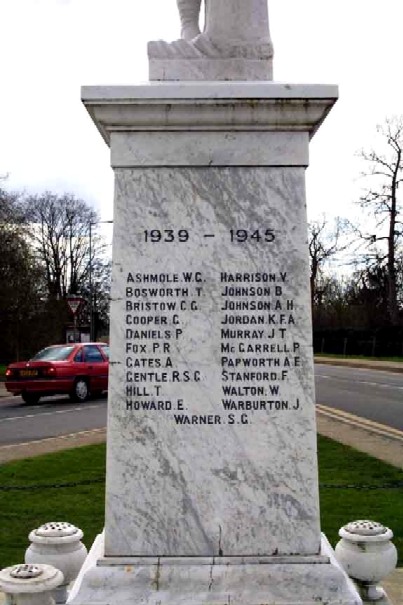 1939 - 1945
ASHMOLE. W.G. HARRISON. V
BOSWORTH. T JOHNSON. B
BRISTOW. C.G JOHNSON. A.H
COOPER. G JORDAN. K.F.A
DANIELS. P MURRAY. J.T
FOX. P.R McGARRELL. P
GATES. A PAPWORTH. A.E
GENTLE. R.S.G STANFORD. F
HILL. T WALTON. W
HOWARD. E WARBURTON. J
WARNER. S.G.